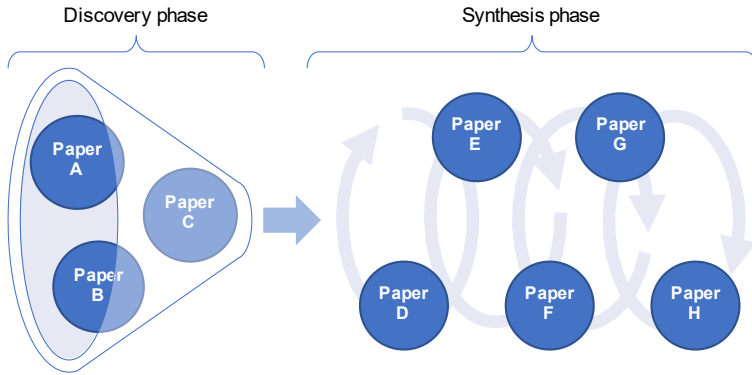 Discovery phase
Synthesis phase
Paper
A
Paper
B
Paper
C
Paper
E
Paper
G
Paper
D
Paper
F
Paper
H